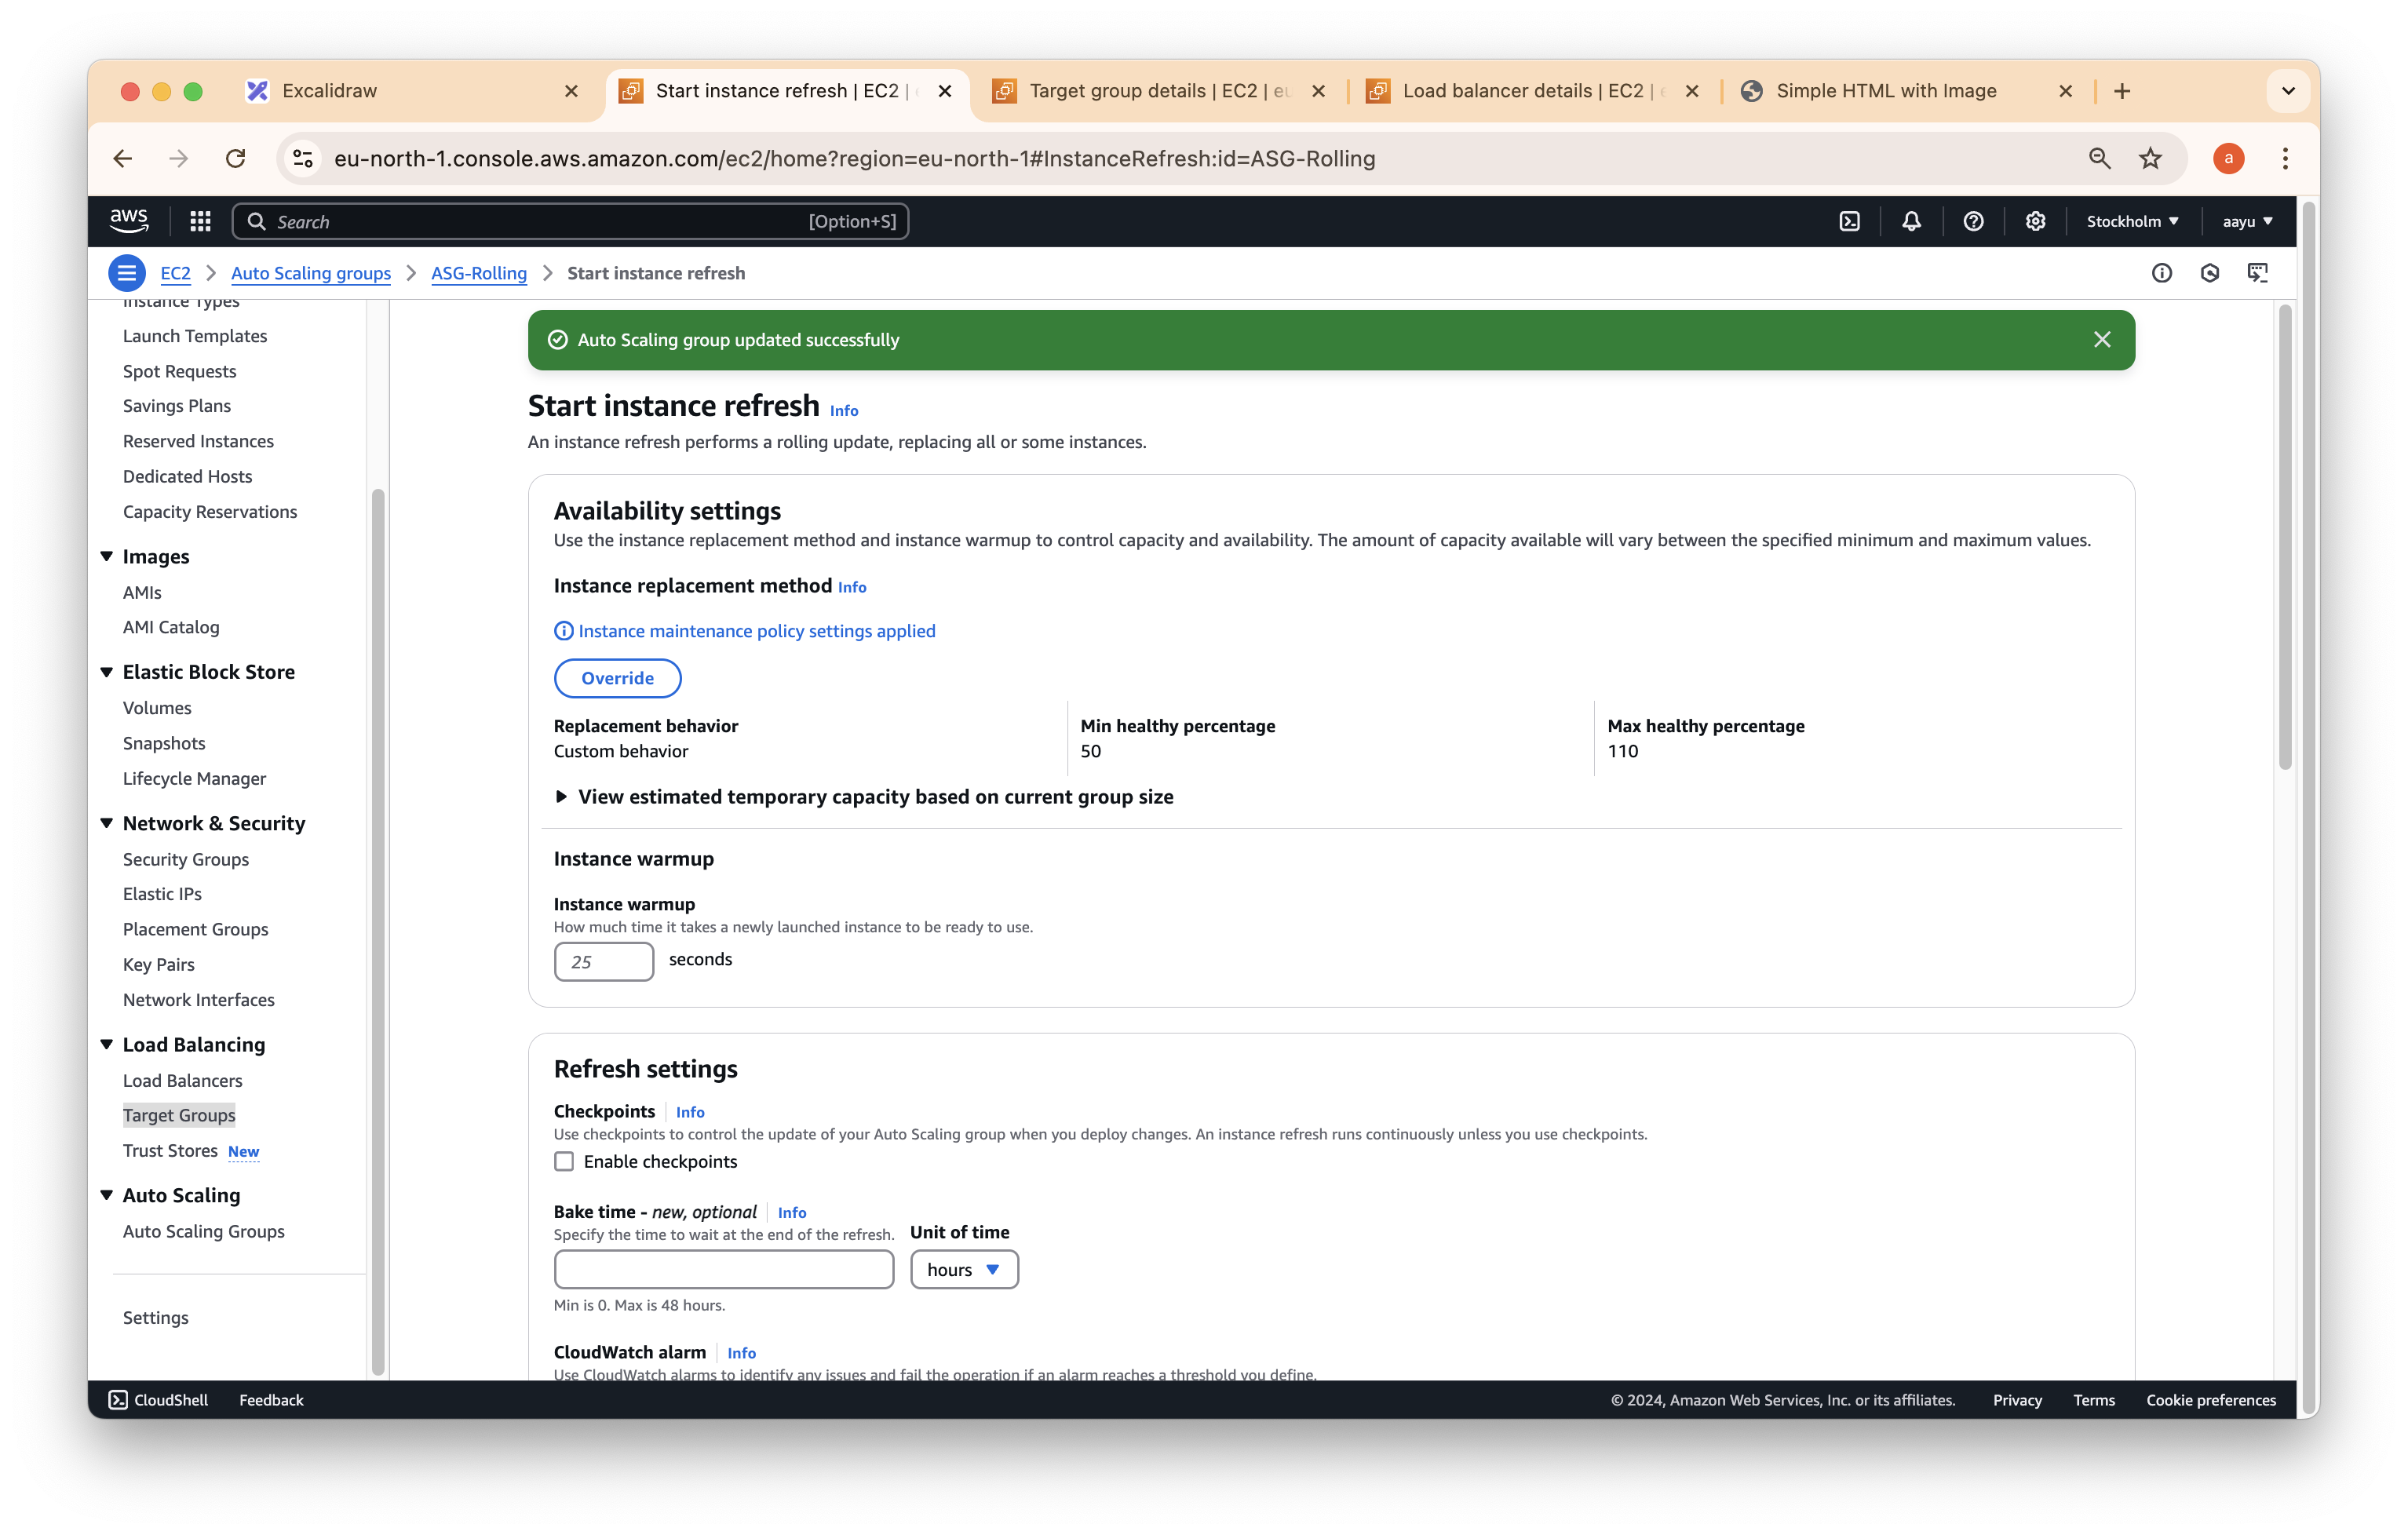 Excalidraw
Start instance refresh | EC2 |
Target group details | EC2 | eu
Load balancer details | EC2 |
Simple HTML with Image
eu-north-1.console.aws.amazon.com/ec2/home?region=eu-north-1#InstanceRefresh:id=ASG-Rolling
a
aws
Search
[Option+S]
Stockholm
aayu
EC2
Auto Scaling groups
ASG-Rolling
Start instance refresh
Instance Types
Launch Templates
Spot Requests
Savings Plans
Reserved Instances
Dedicated Hosts
Capacity Reservations
Images
AMIs
AMI Catalog
Elastic Block Store
Volumes
Snapshots
Lifecycle Manager
Network & Security
Security Groups
Elastic IPs
Placement Groups
Key Pairs
Network Interfaces
Load Balancing
Load Balancers
Target Groups
Trust Stores New
Auto Scaling
Auto Scaling Groups
Settings
Auto Scaling group updated successfully
Start instance refresh Info
An instance refresh performs a rolling update, replacing all or some instances.
Availability settings
Use the instance replacement method and instance warmup to control capacity and availability. The amount of capacity available will vary between the specified minimum and maximum values.
Instance replacement method Info
Instance maintenance policy settings applied
Override
Replacement behavior
Custom behavior
Min healthy percentage
50
Max healthy percentage
110
View estimated temporary capacity based on current group size
Instance warmup
Instance warmup
How much time it takes a newly launched instance to be ready to use.
25 seconds
Refresh settings
Checkpoints Info
Use checkpoints to control the update of your Auto Scaling group when you deploy changes. An instance refresh runs continuously unless you use checkpoints.
Enable checkpoints
Bake time - new, optional Info
Specify the time to wait at the end of the refresh.
Unit of time
hours
Min is 0. Max is 48 hours.
CloudWatch alarm Info
Use CloudWatch alarms to identify any issues and fail the operation if an alarm reaches a threshold you define.
CloudShell
Feedback
© 2024, Amazon Web Services, Inc. or its affiliates.
Privacy
Terms
Cookie preferences